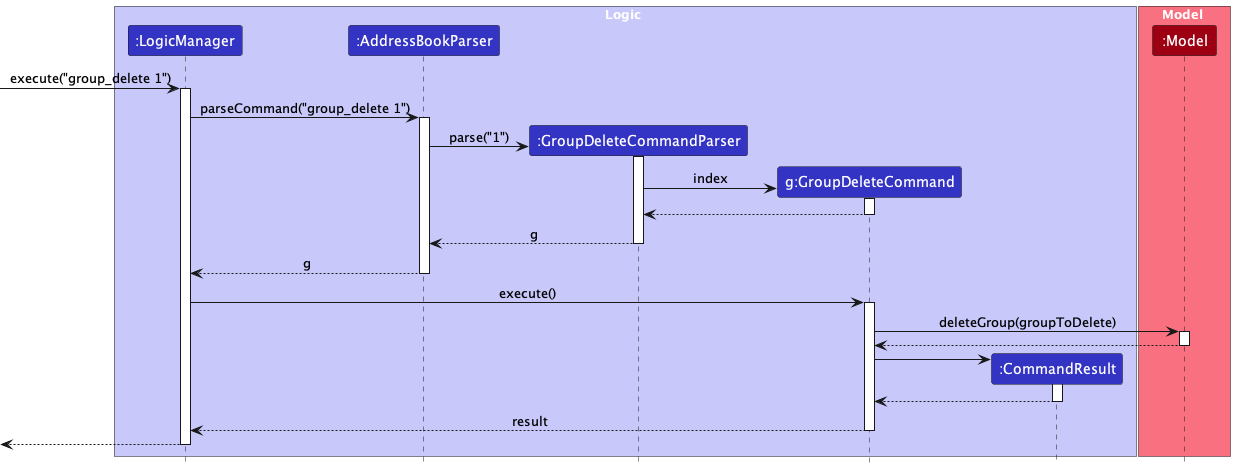 Logic
Model
:LogicManager
:AddressBookParser
:Model
execute("group_delete 1")
parseCommand("group_delete 1")
parse("1")
:GroupDeleteCommandParser
index
g:GroupDeleteCommand
g
g
execute()
deleteGroup(groupToDelete)
:CommandResult
result